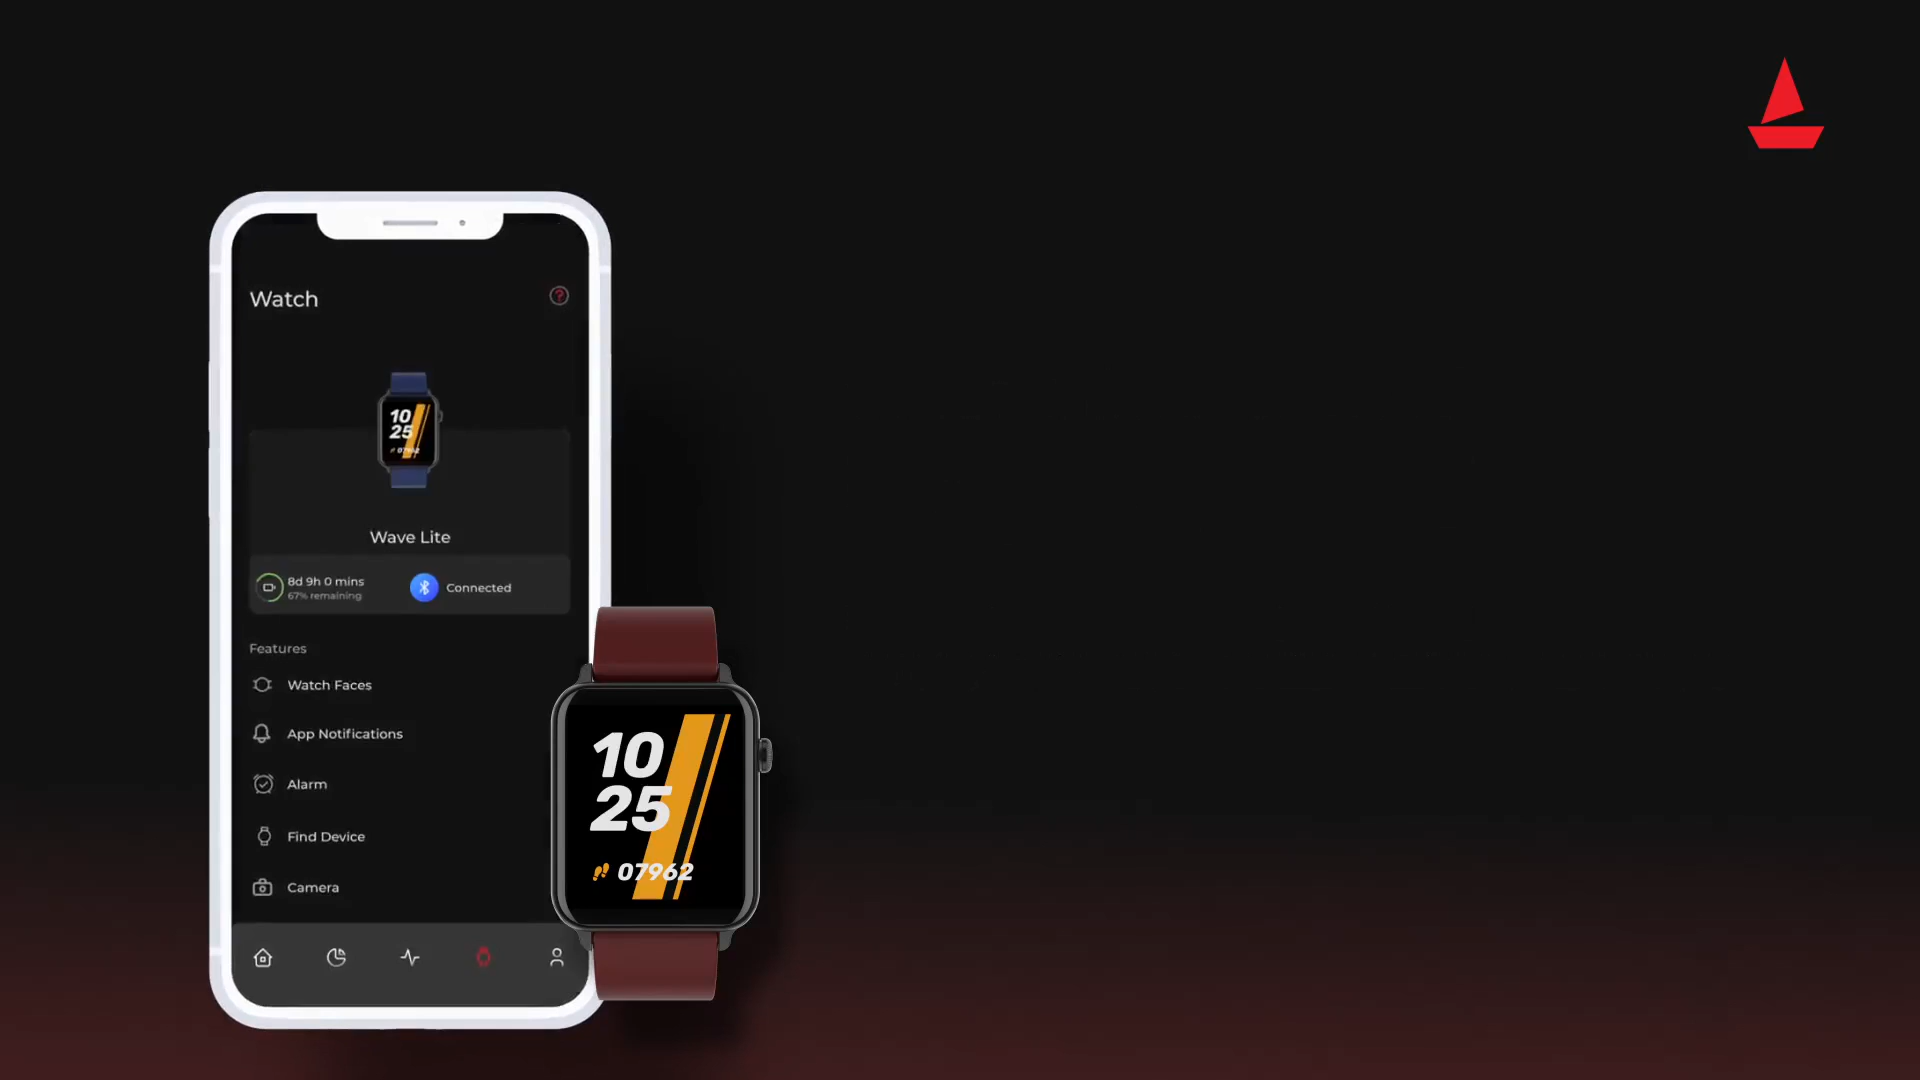 Watch
?
10
25
07962
Wave Lite
8d 9h 0 mins
67% remaining
Connected
Features
Watch Faces
App Notifications
Alarm
Find Device
Camera
10
25
07962